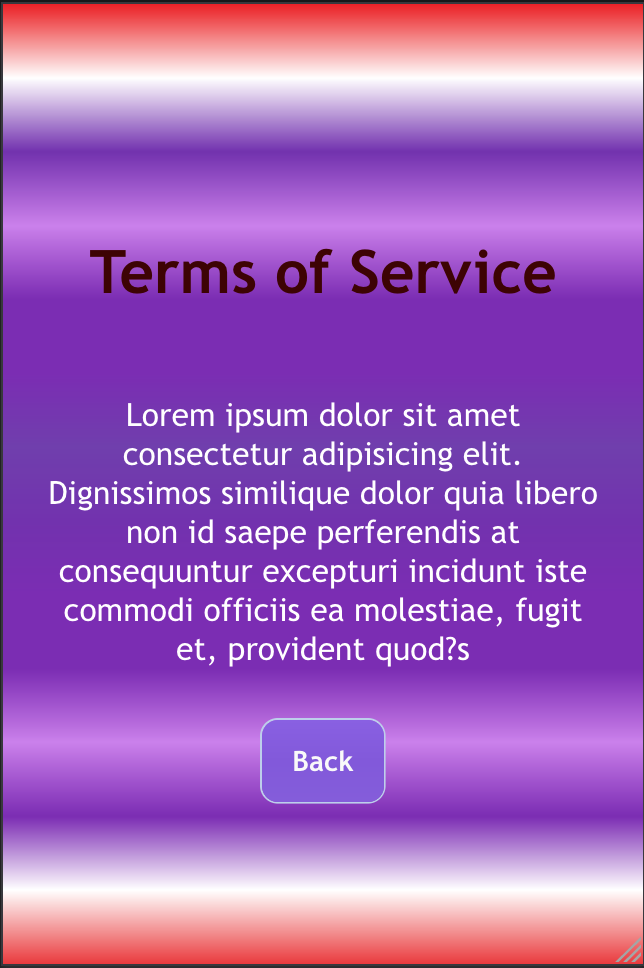 Terms of Service
Lorem ipsum dolor sit amet
consectetur adipisicing elit.
Dignissimos similique dolor quia libero
non id saepe perferendis at
consequuntur excepturi incidunt iste
commodi officiis ea molestiae, fugit
et, provident quod?s
Back